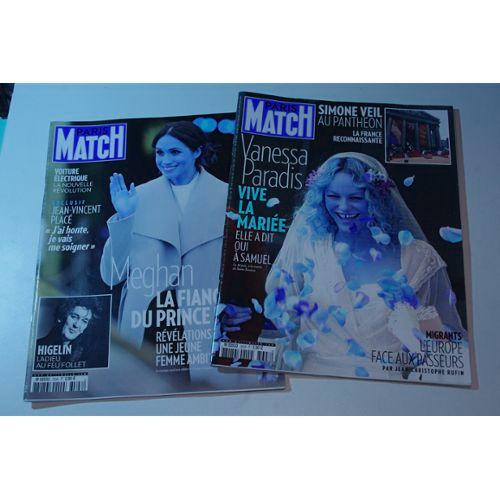 PARIS
MATCH
VOITURE
ÉLECTRIQUE
LA NOUVELLE
RÉVOLUTION
EXCLUSIF
JEAN-VINCENT
PLACÉ
« J'ai honte,
je vais
me soigner »
Meghan
LA FIANC
DU PRINCE
RÉVÉLATIONS
UNE JEUNE
FEMME AMBIT
HIGELIN
L'ADIEU
AU FEU FOLLET
PARIS
MATCH
SIMONE VEIL
AU PANTHÉON
LA FRANCE
RECONNAISSANTE
Vanessa
Paradis
VIVE
LA
MARIÉE
ELLE A DIT
OUI
À SAMUEL
MIGRANTS
L'EUROPE
FACE AUX PASSEURS
PAR JEAN-CHRISTOPHE RUFIN